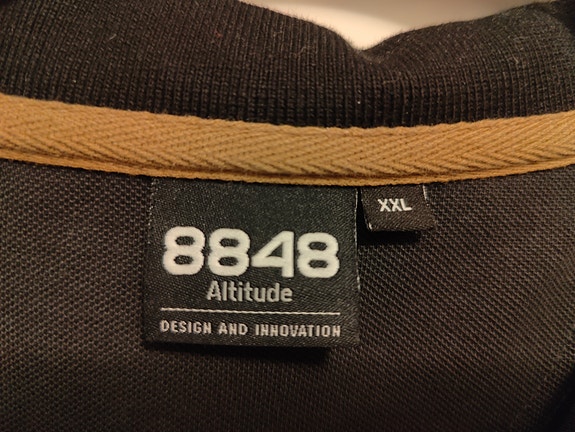 8848
Altitude
DESIGN AND INNOVATION
XXL